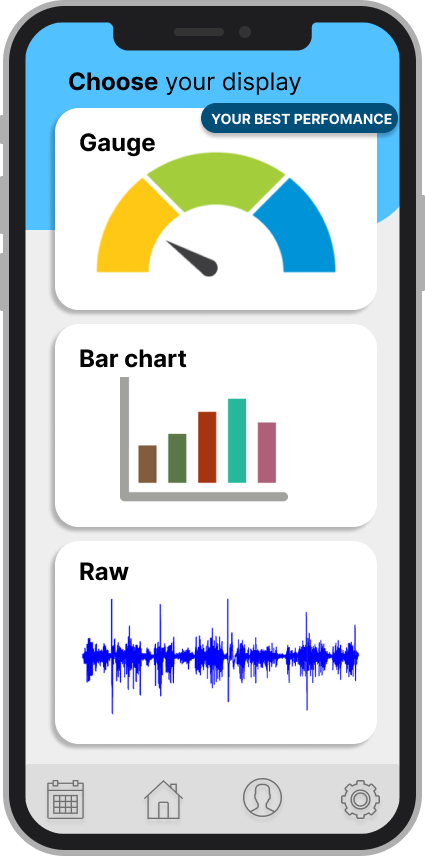 Choose your display
YOUR BEST PERFOMANCE
Gauge
Bar chart
Raw